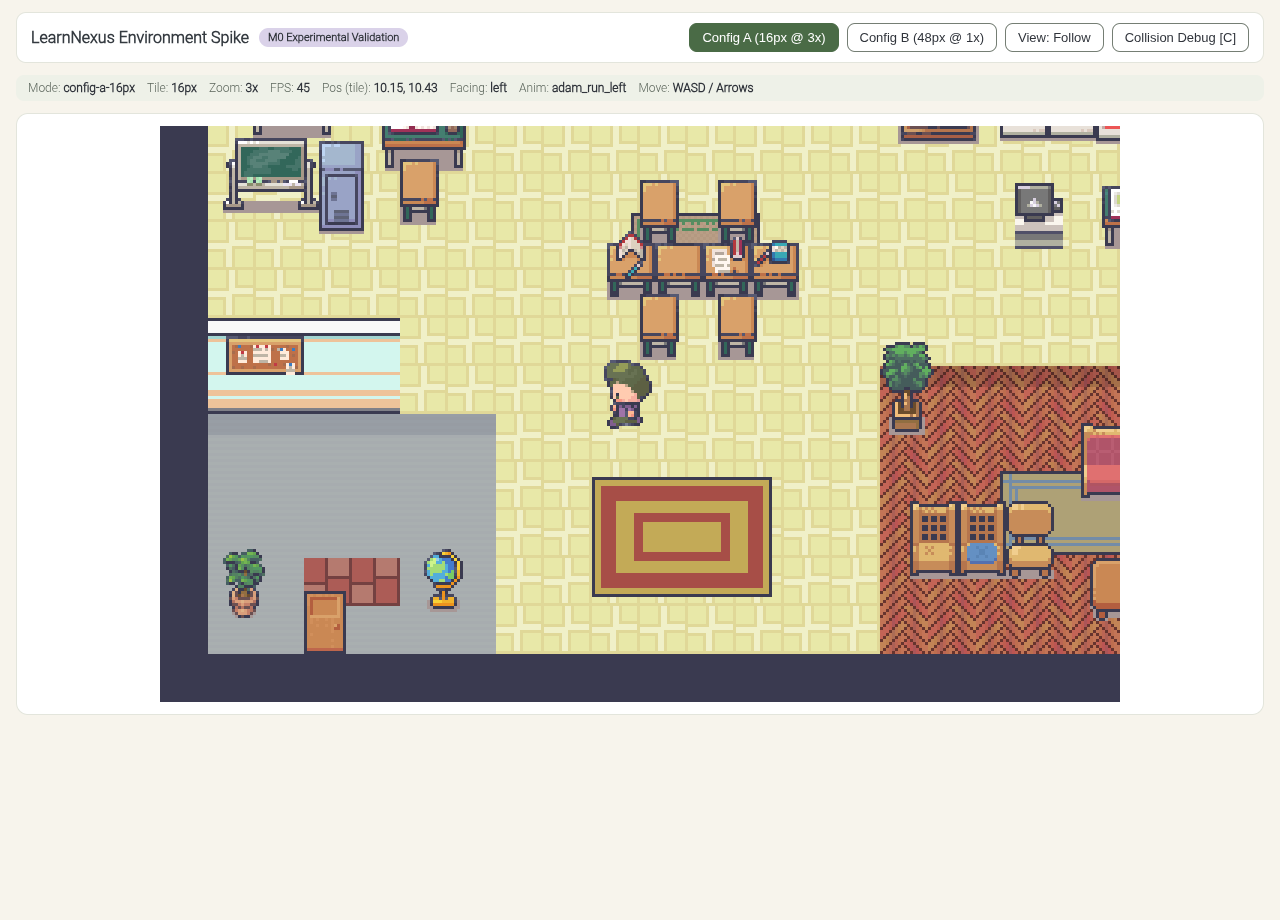 LearnNexus Environment Spike M0 Experimental Validation Config A (16px @ 3x) Config B (48px @ 1x) View: Follow Collision Debug [C]
Mode: config-a-16px Tile: 16px Zoom: 3x FPS: 45 Pos (tile): 10.15, 10.43 Facing: left Anim: adam_run_left Move: WASD / Arrows